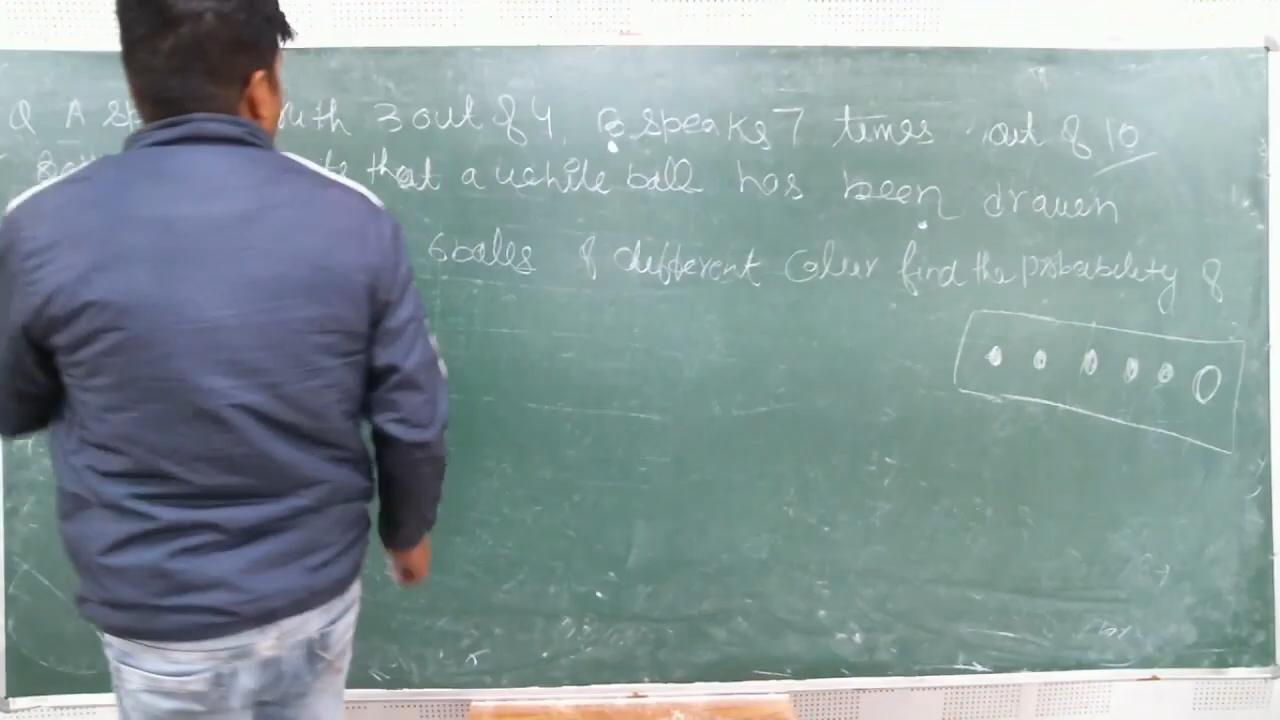 Q A sp uth 3 out of 4, B speaks 7 times out of 10
that a white ball has been drawn
6 balls of different Colour find the probability of